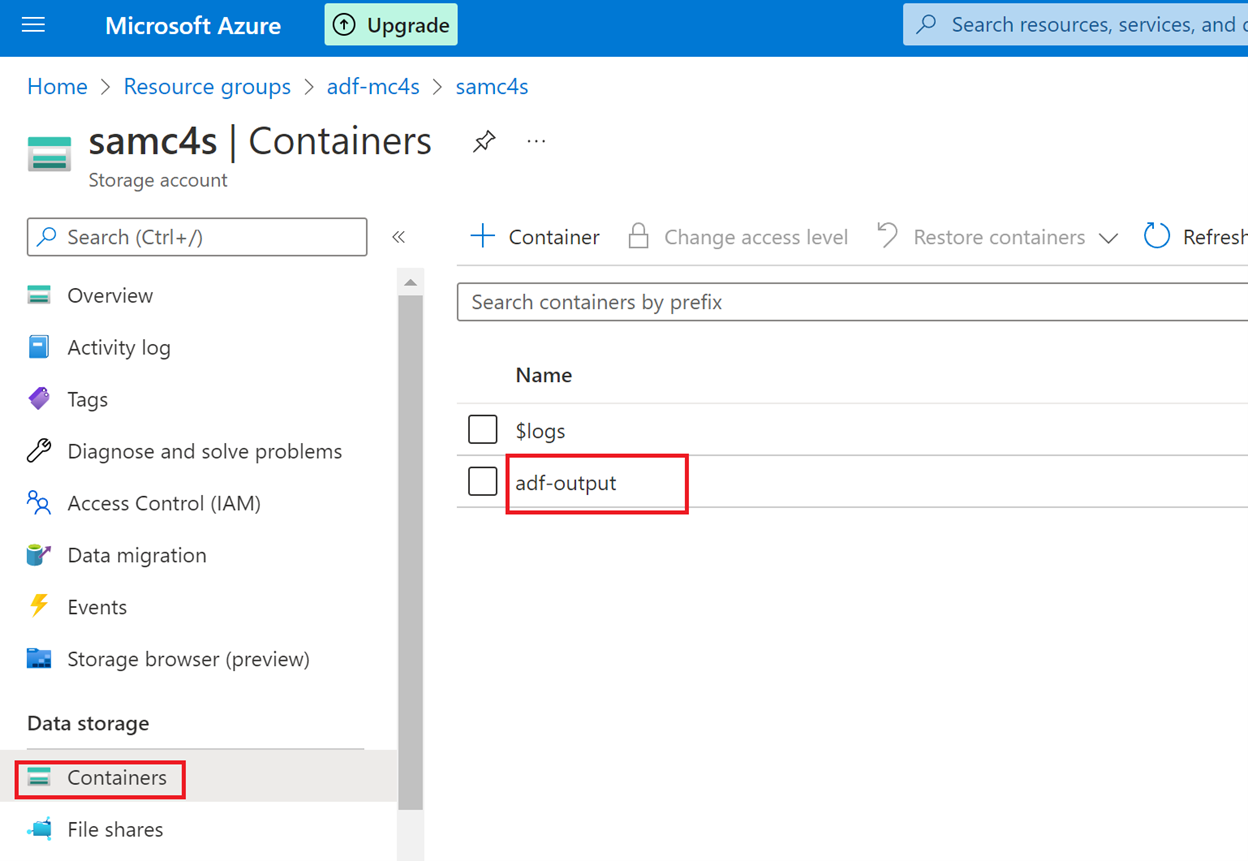 Microsoft Azure
Upgrade
Search resources, services, and
Home > Resource groups > adf-mc4s > samc4s
samc4s | Containers
...
Storage account
Search (Ctrl+/)
«
+ Container
Change access level
Restore containers
Refresh
Search containers by prefix
Overview
Activity log
Tags
Diagnose and solve problems
Access Control (IAM)
Data migration
Events
Storage browser (preview)
Data storage
Containers
File shares
Name
$logs
adf-output